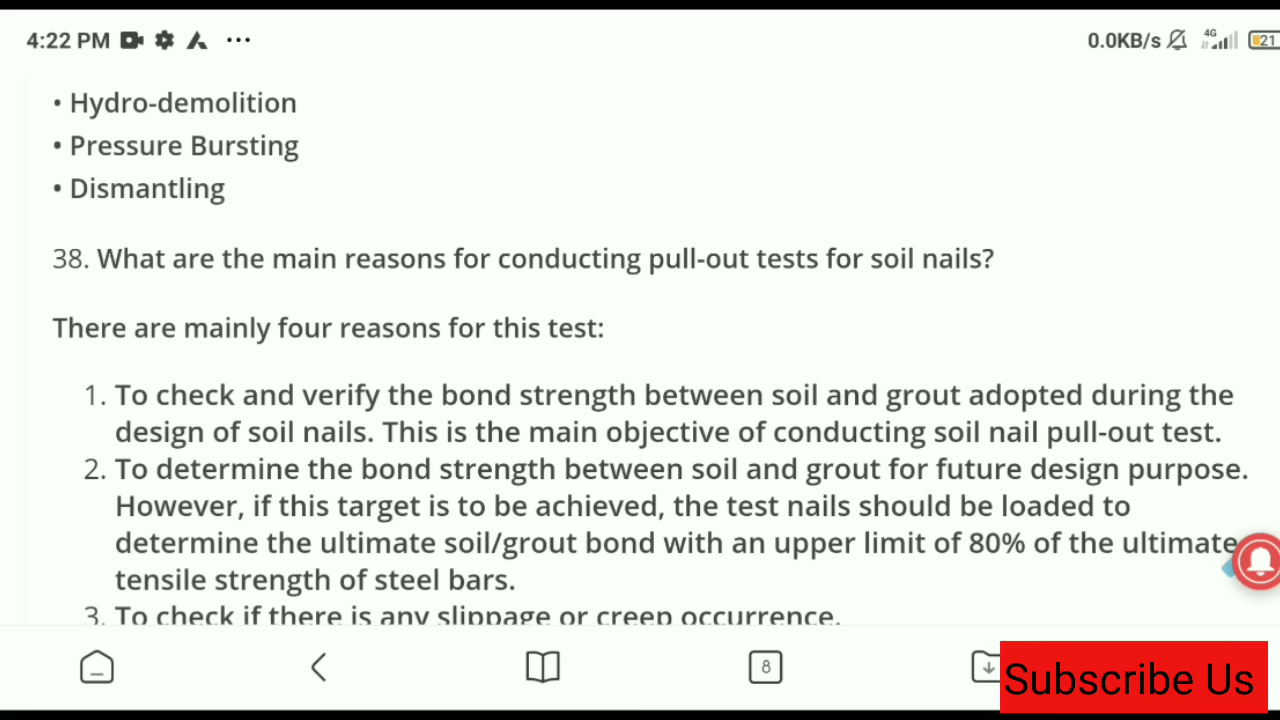 4:22 PM ... 0.0KB/s 4G 21
• Hydro-demolition
• Pressure Bursting
• Dismantling
38. What are the main reasons for conducting pull-out tests for soil nails?
There are mainly four reasons for this test:
1. To check and verify the bond strength between soil and grout adopted during the
design of soil nails. This is the main objective of conducting soil nail pull-out test.
2. To determine the bond strength between soil and grout for future design purpose.
However, if this target is to be achieved, the test nails should be loaded to
determine the ultimate soil/grout bond with an upper limit of 80% of the ultimate
tensile strength of steel bars.
3. To check if there is any slippage or creep occurrence.
8
Subscribe Us